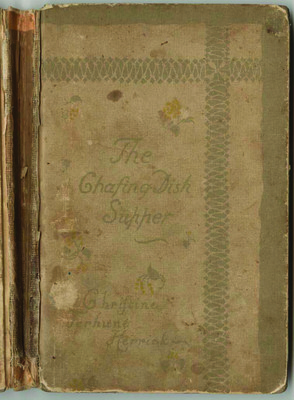 The
Chafing-Dish
Supper
Christine
Terhune
Herrick